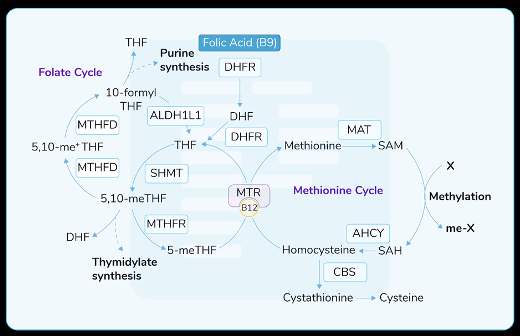 THF
Folic Acid (B9)
Purine
synthesis
Folate Cycle
DHFR
10-formyl
THF
ALDH1L1
DHF
MTHFD
DHFR
MAT
5,10-me⁺THF
THF
Methionine
SAM
MTHFD
SHMT
X
5,10-meTHF
MTR
Methionine Cycle
Methylation
B12
MTHFR
me-X
DHF
AHCY
5-meTHF
Homocysteine
SAH
Thymidylate
synthesis
CBS
Cystathionine
Cysteine